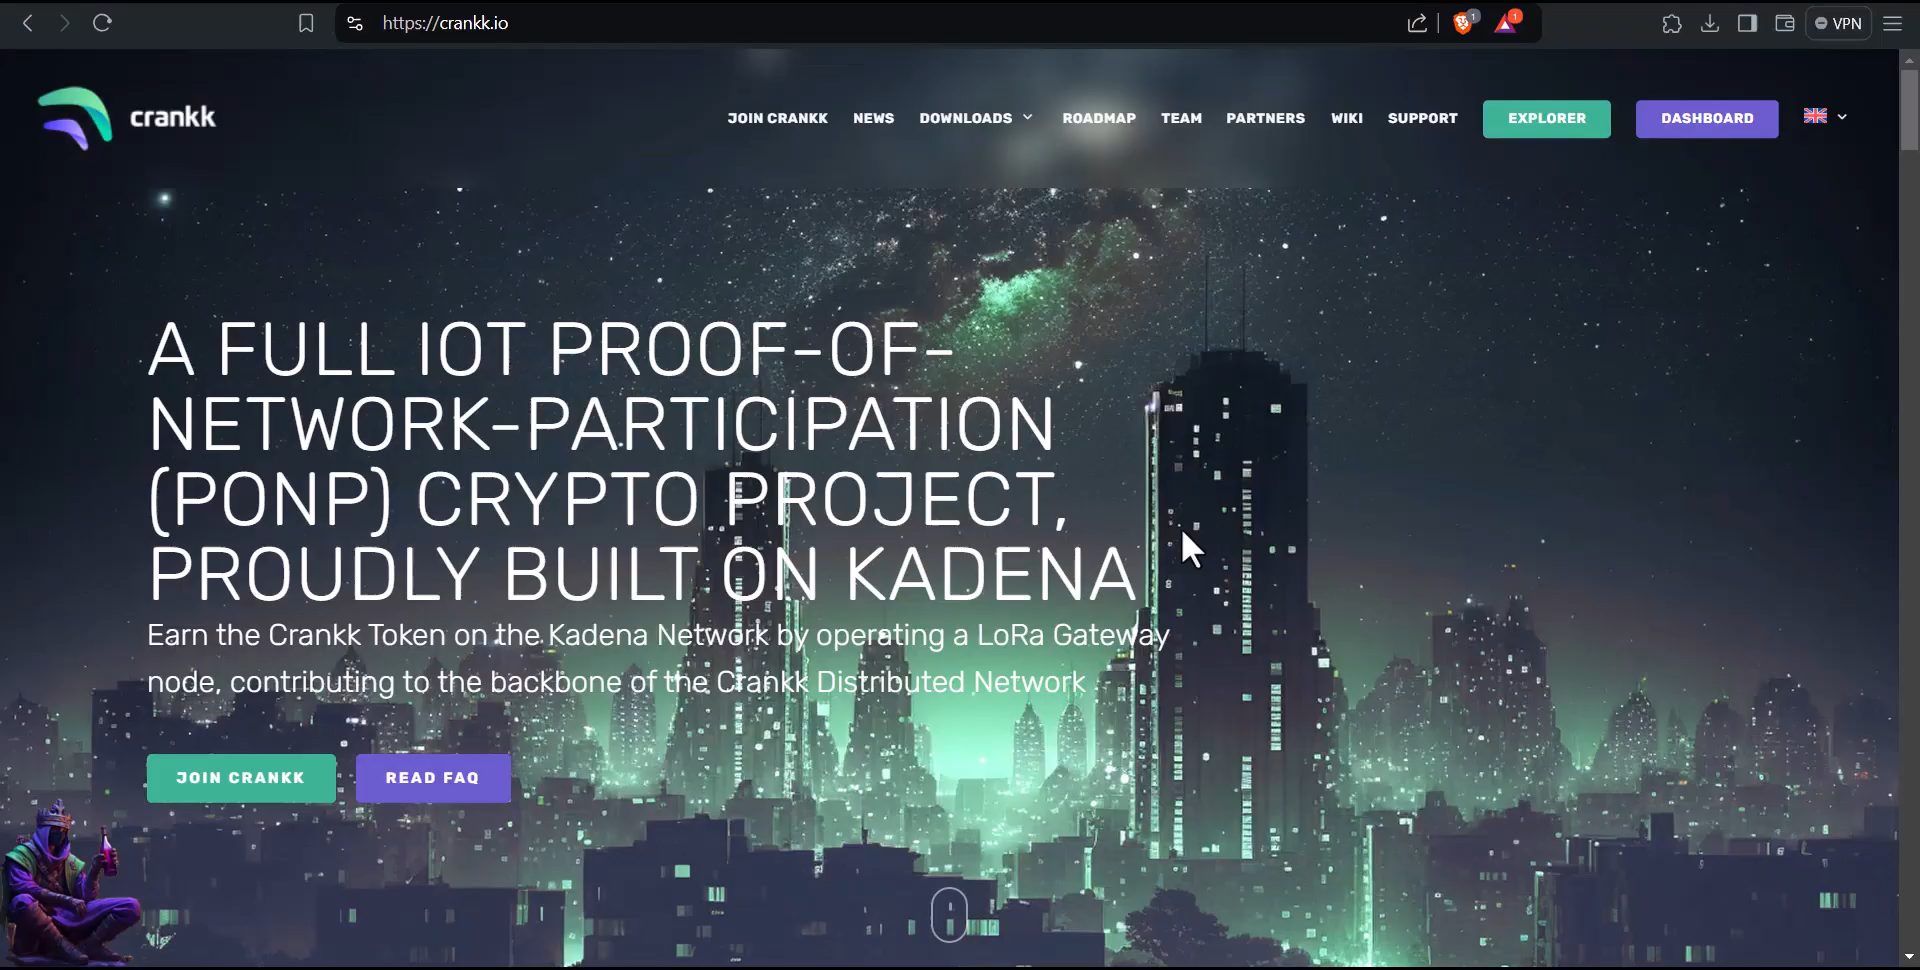 https://crankk.io
1
1
VPN
crankk
JOIN CRANKK NEWS DOWNLOADS ROADMAP TEAM PARTNERS WIKI SUPPORT EXPLORER DASHBOARD
A FULL IOT PROOF-OF-
NETWORK-PARTICIPATION
(PONP) CRYPTO PROJECT,
PROUDLY BUILT ON KADENA
Earn the Crankk Token on the Kadena Network by operating a LoRa Gateway
node, contributing to the backbone of the Crankk Distributed Network
JOIN CRANKK READ FAQ